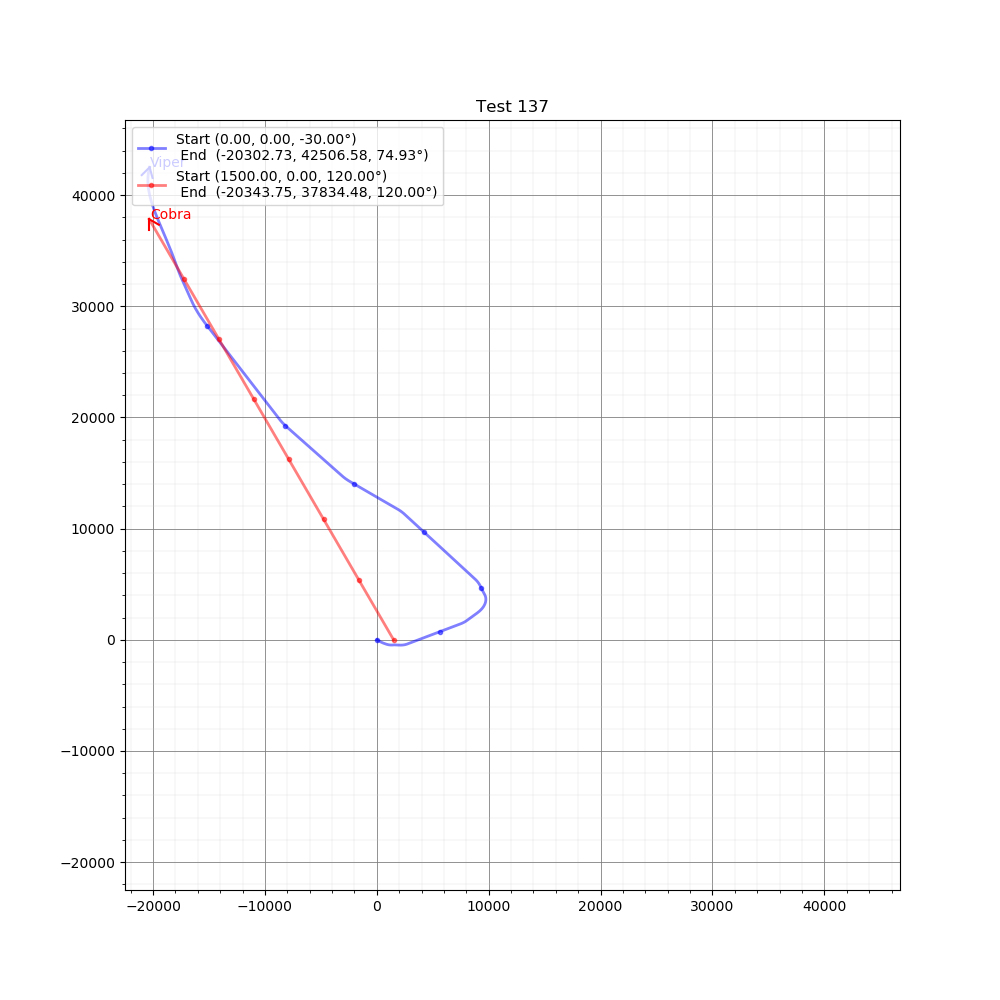 Test 137
Start (0.00, 0.00, -30.00°)
End (-20302.73, 42506.58, 74.93°)
Start (1500.00, 0.00, 120.00°)
End (-20343.75, 37834.48, 120.00°)
Viper
Cobra
40000
30000
20000
10000
0
−10000
−20000
−20000 −10000 0 10000 20000 30000 40000